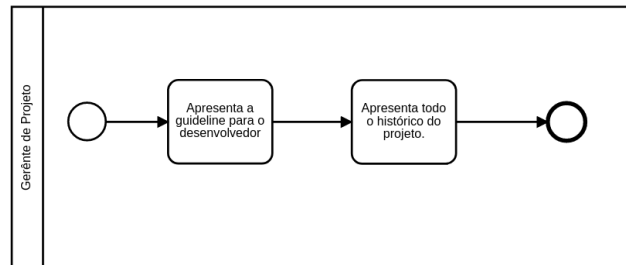 Gerênte de Projeto
Apresenta a
guideline para o
desenvolvedor
Apresenta todo
o histórico do
projeto.